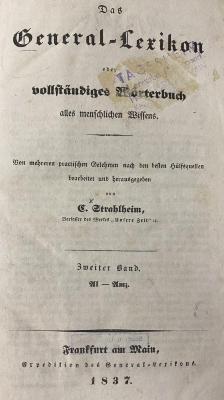 Das
General-Lexikon
oder
vollständiges Wörterbuch
alles menschlichen Wissens.
Von mehreren practischen Gelehrten nach den besten Hülfsquellen
bearbeitet und herausgegeben
von
C. Strahlheim,
Verfasser des Werkes „Unsere Zeit" ꝛc.
Zweiter Band.
Al — Amz.
Frankfurt am Main,
Expedition des General-Lexikons.
1837.